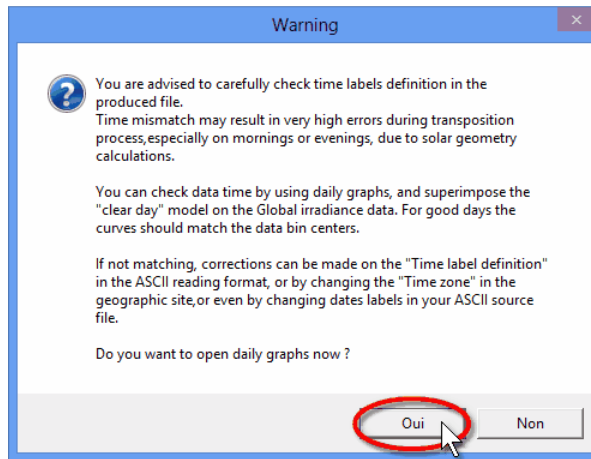 Warning
You are advised to carefully check time labels definition in the
produced file.
Time mismatch may result in very high errors during transposition
process,especially on mornings or evenings, due to solar geometry
calculations.
You can check data time by using daily graphs, and superimpose the
"clear day" model on the Global irradiance data. For good days the
curves should match the data bin centers.
If not matching, corrections can be made on the "Time label definition"
in the ASCII reading format, or by changing the "Time zone" in the
geographic site,or even by changing dates labels in your ASCII source
file.
Do you want to open daily graphs now ?
Oui Non